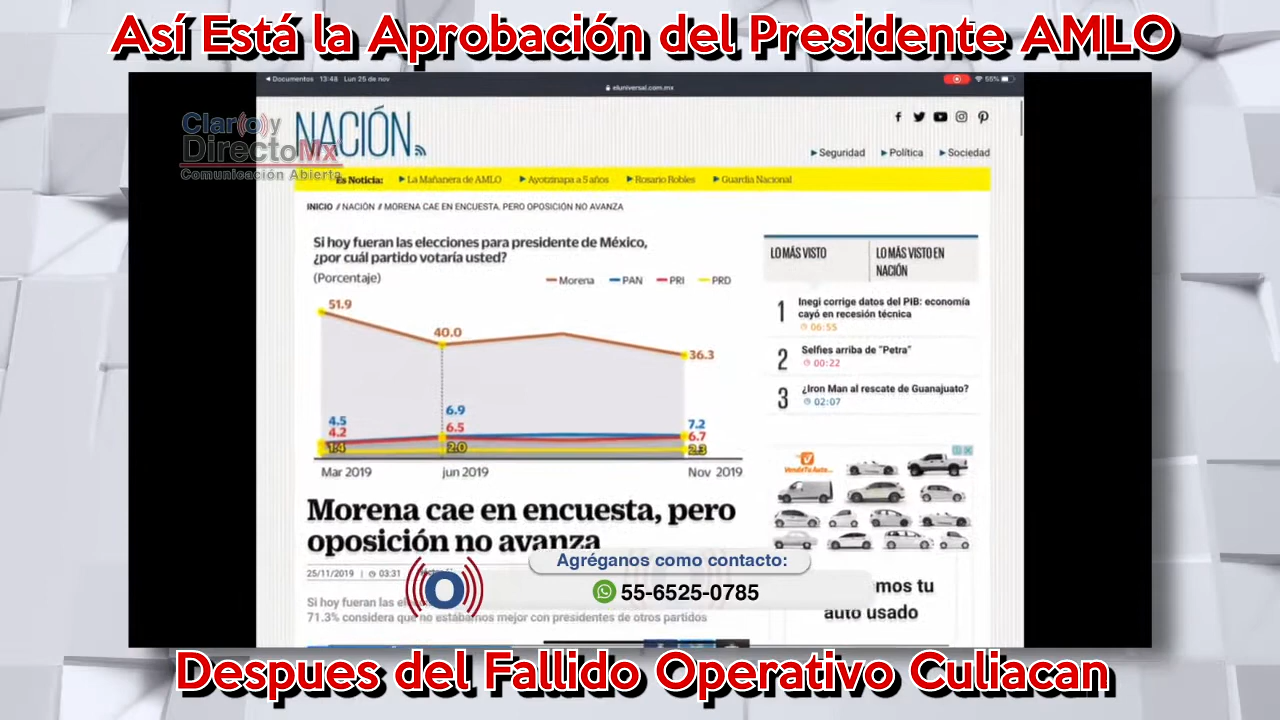 Así Está la Aprobación del Presidente AMLO
Documentos 13:48 Lun 25 de nov
eluniversal.com.mx
55%
Claro y
DirectoMx
Comunicación Abierta
NACIÓN
Seguridad Política Sociedad
Es Noticia: La Mañanera de AMLO Ayotzinapa a 5 años Rosario Robles Guardia Nacional
INICIO // NACIÓN // MORENA CAE EN ENCUESTA, PERO OPOSICIÓN NO AVANZA
Si hoy fueran las elecciones para presidente de México,
¿por cuál partido votaría usted?
(Porcentaje)
Morena PAN PRI PRD
51.9
40.0
36.3
4.5
4.2
1.4
6.9
6.5
2.0
7.2
6.7
2.3
Mar 2019 jun 2019 Nov 2019
LO MÁS VISTO
LO MÁS VISTO EN
NACIÓN
1 Inegi corrige datos del PIB: economía
cayó en recesión técnica
06:55
2 Selfies arriba de "Petra"
00:22
3 ¿Iron Man al rescate de Guanajuato?
02:07
VendeTuAuto
Morena cae en encuesta, pero
oposición no avanza
25/11/2019 | 03:31
Agréganos como contacto:
55-6525-0785
mos tu
auto usado
Si hoy fueran las
71.3% considera que no estábamos mejor con presidentes de otros partidos
Despues del Fallido Operativo Culiacan